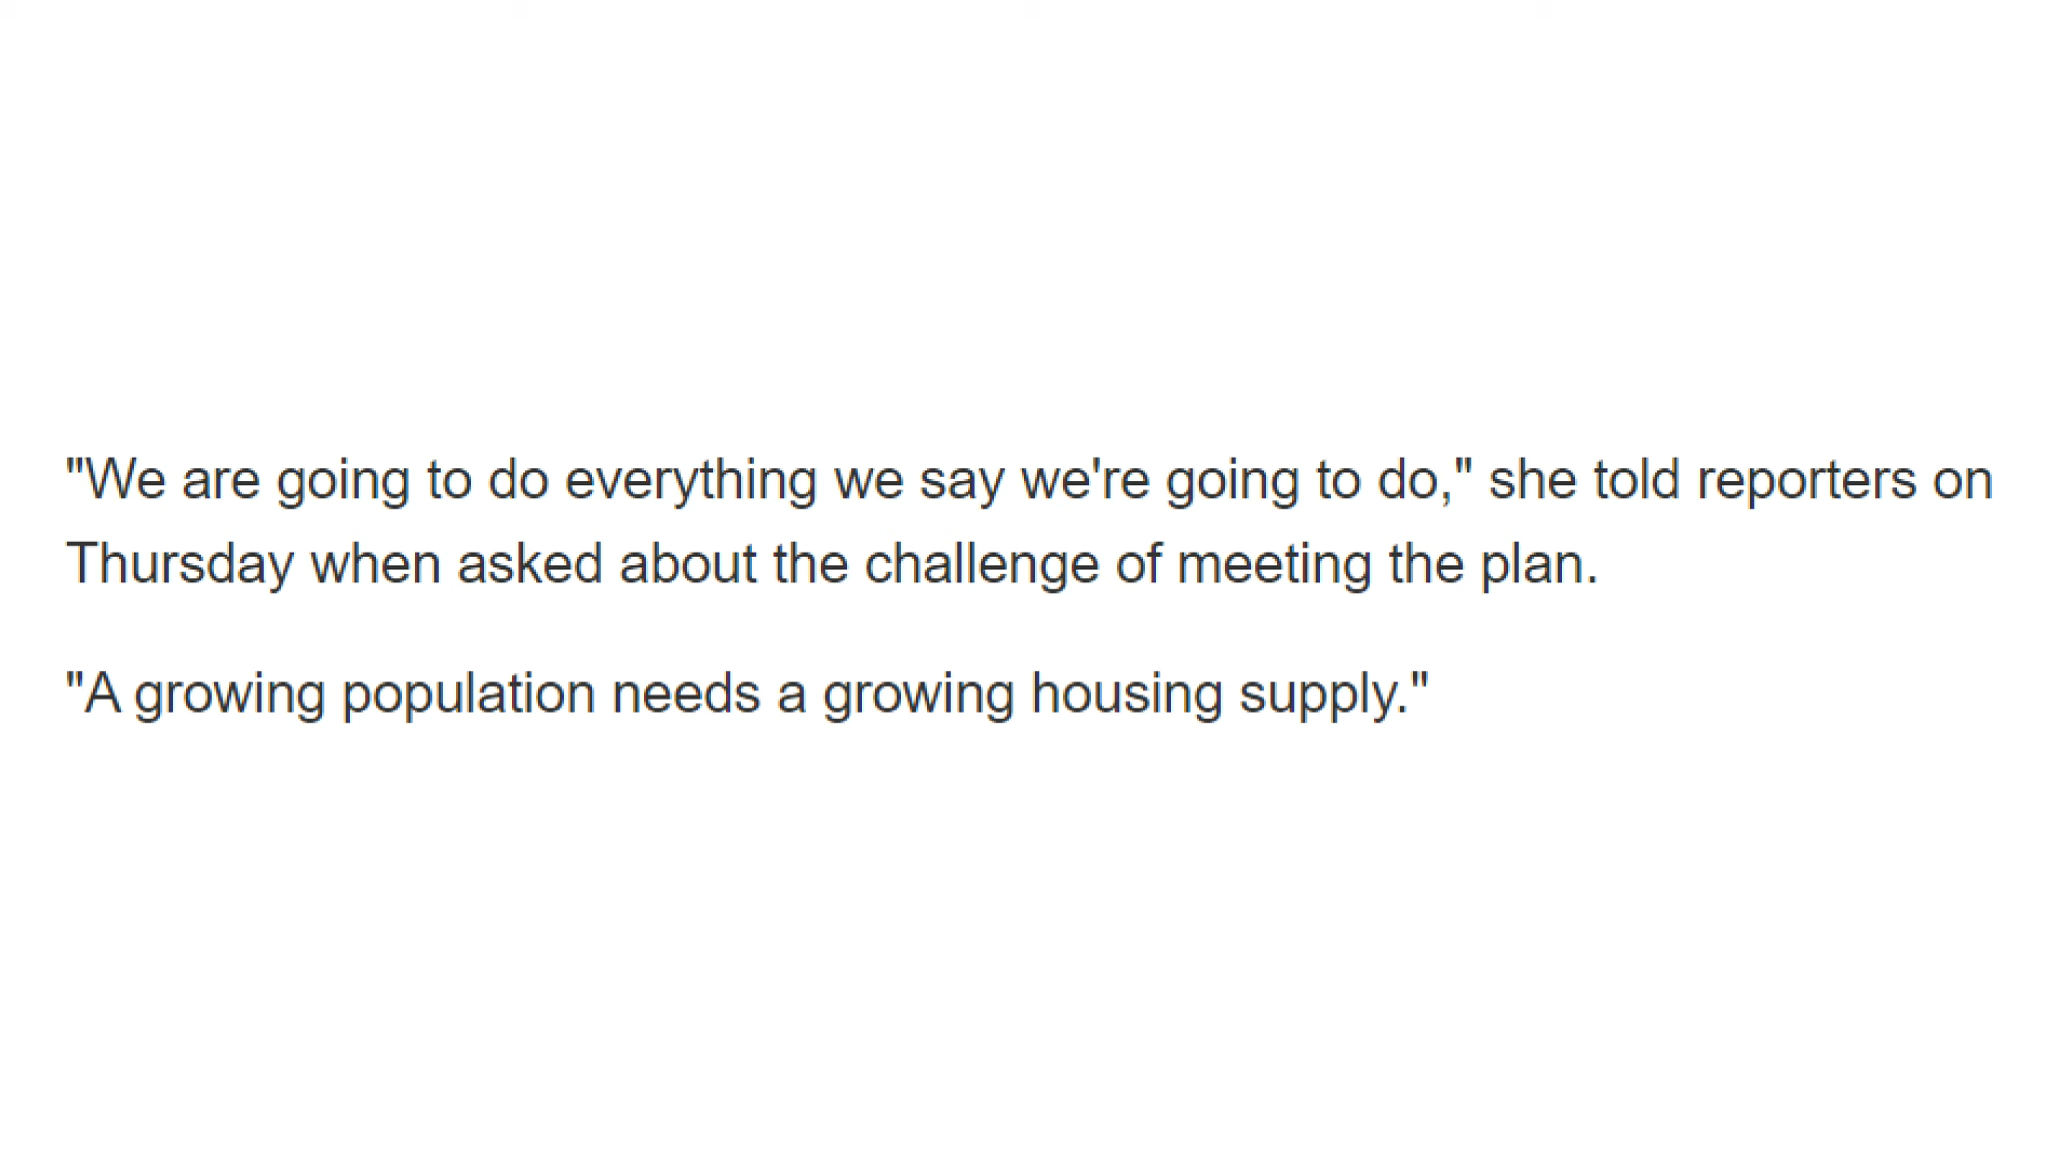 "We are going to do everything we say we're going to do," she told reporters on
Thursday when asked about the challenge of meeting the plan.
"A growing population needs a growing housing supply."